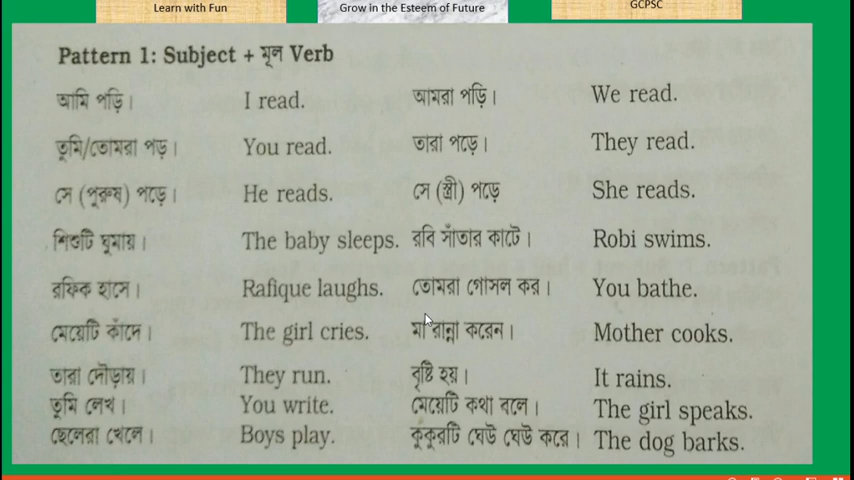 Learn with Fun Grow in the Esteem of Future GCPSC
Pattern 1: Subject + মূল Verb
আমি পড়ি। I read. আমরা পড়ি। We read.
তুমি/তোমরা পড়। You read. তারা পড়ে। They read.
সে (পুরুষ) পড়ে। He reads. সে (স্ত্রী) পড়ে She reads.
শিশুটি ঘুমায়। The baby sleeps. রবি সাঁতার কাটে। Robi swims.
রফিক হাসে। Rafique laughs. তোমরা গোসল কর। You bathe.
মেয়েটি কাঁদে। The girl cries. মা রান্না করেন। Mother cooks.
তারা দৌড়ায়। They run. বৃষ্টি হয়। It rains.
তুমি লেখ। You write. মেয়েটি কথা বলে। The girl speaks.
ছেলেরা খেলে। Boys play. কুকুরটি ঘেউ ঘেউ করে। The dog barks.